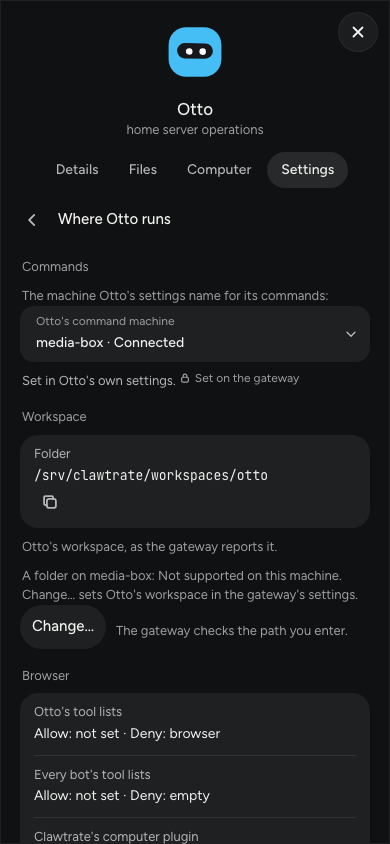 Otto
home server operations
Details Files Computer Settings
Where Otto runs
Commands
The machine Otto's settings name for its commands:
Otto's command machine
media-box · Connected
Set in Otto's own settings. Set on the gateway
Workspace
Folder
/srv/clawtrate/workspaces/otto
Otto's workspace, as the gateway reports it.
A folder on media-box: Not supported on this machine.
Change... sets Otto's workspace in the gateway's settings.
Change... The gateway checks the path you enter.
Browser
Otto's tool lists
Allow: not set · Deny: browser
Every bot's tool lists
Allow: not set · Deny: empty
Clawtrate's computer plugin